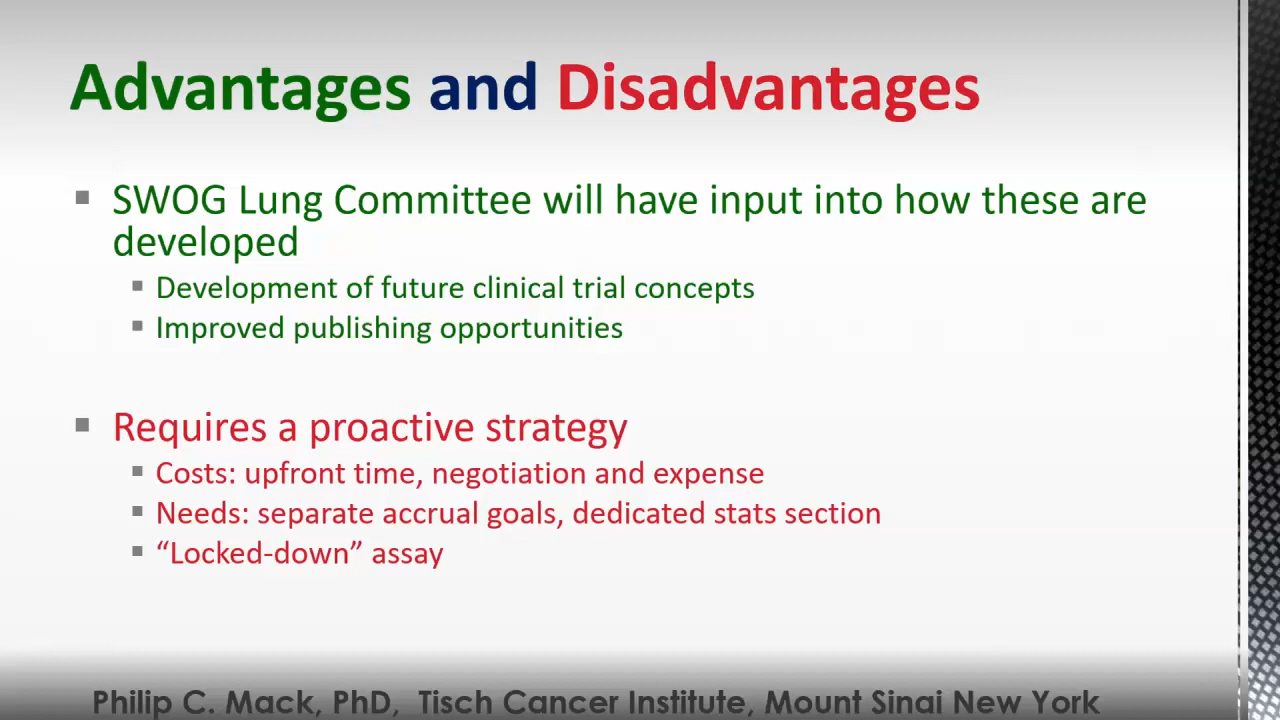 Advantages and Disadvantages
SWOG Lung Committee will have input into how these are
developed
Development of future clinical trial concepts
Improved publishing opportunities
Requires a proactive strategy
Costs: upfront time, negotiation and expense
Needs: separate accrual goals, dedicated stats section
“Locked-down” assay
Philip C. Mack, PhD, Tisch Cancer Institute, Mount Sinai New York